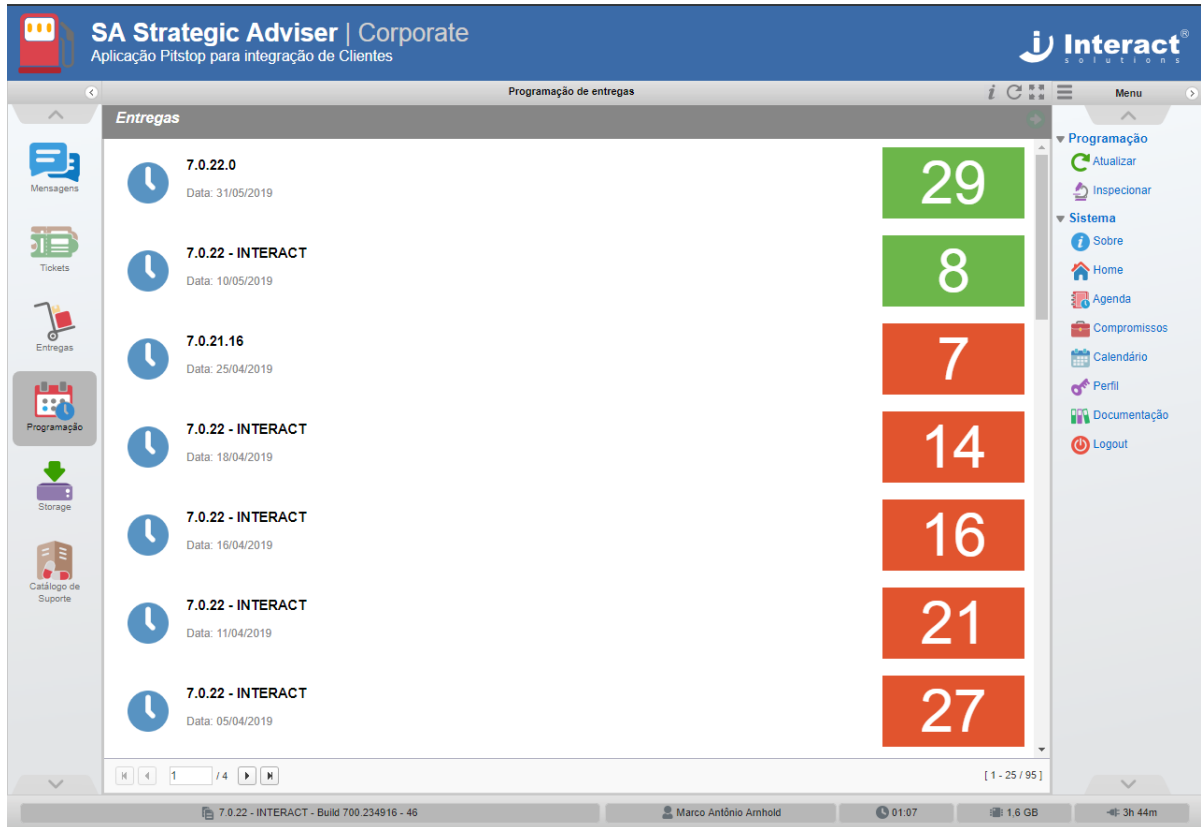 SA Strategic Adviser | Corporate
Aplicação Pitstop para integração de Clientes
Interact®
solutions
Programação de entregas
Menu
Mensagens
Tickets
Entregas
Programação
Storage
Catálogo de
Suporte
Entregas
7.0.22.0
Data: 31/05/2019
29
7.0.22 - INTERACT
Data: 10/05/2019
8
7.0.21.16
Data: 25/04/2019
7
7.0.22 - INTERACT
Data: 18/04/2019
14
7.0.22 - INTERACT
Data: 16/04/2019
16
7.0.22 - INTERACT
Data: 11/04/2019
21
7.0.22 - INTERACT
Data: 05/04/2019
27
1 / 4
[ 1 - 25 / 95 ]
Programação
Atualizar
Inspecionar
Sistema
Sobre
Home
Agenda
Compromissos
Calendário
Perfil
Documentação
Logout
7.0.22 - INTERACT - Build 700.234916 - 46
Marco Antônio Arnhold
01:07
1,6 GB
3h 44m